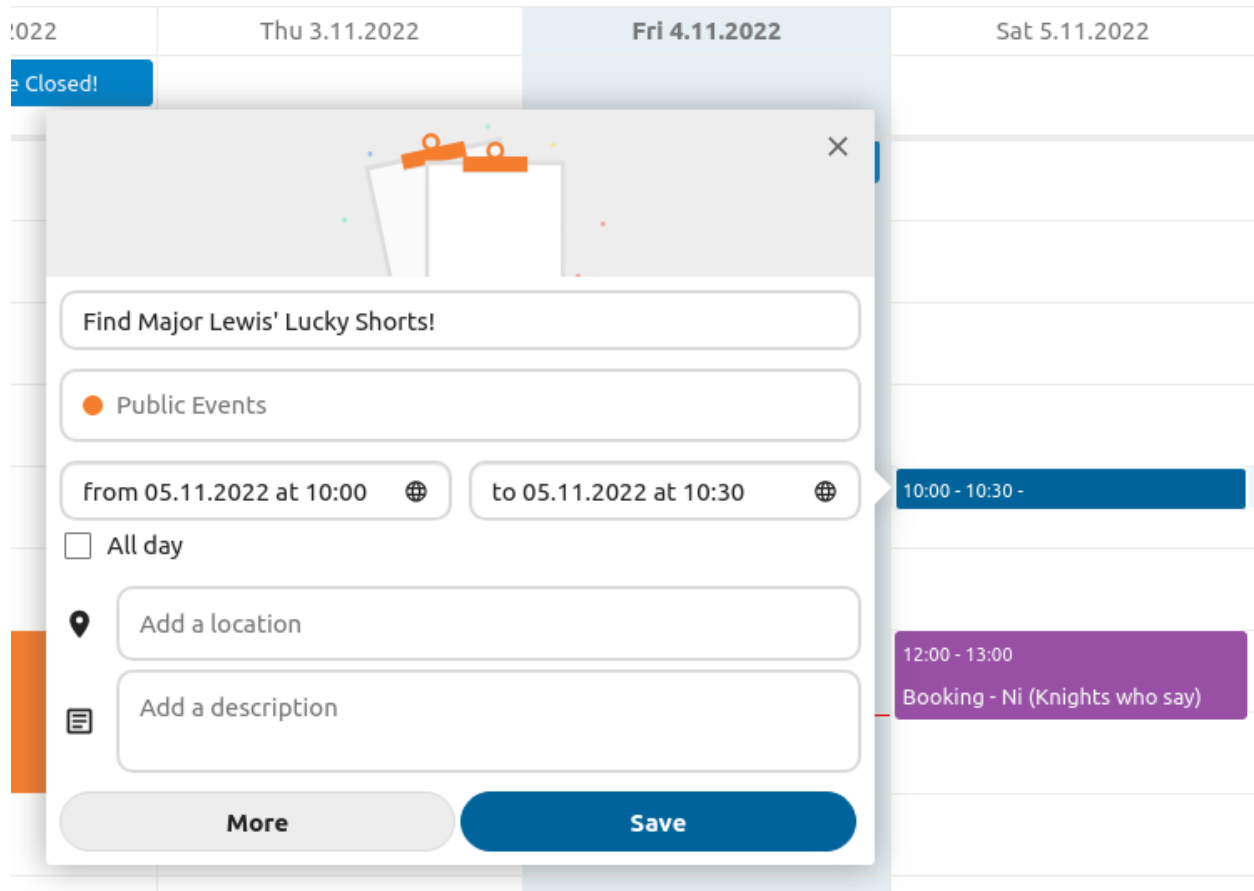 2022
Thu 3.11.2022
Fri 4.11.2022
Sat 5.11.2022
e Closed!
Find Major Lewis' Lucky Shorts!
Public Events
from 05.11.2022 at 10:00
to 05.11.2022 at 10:30
10:00 - 10:30 -
All day
Add a location
12:00 - 13:00
Booking - Ni (Knights who say)
Add a description
More
Save